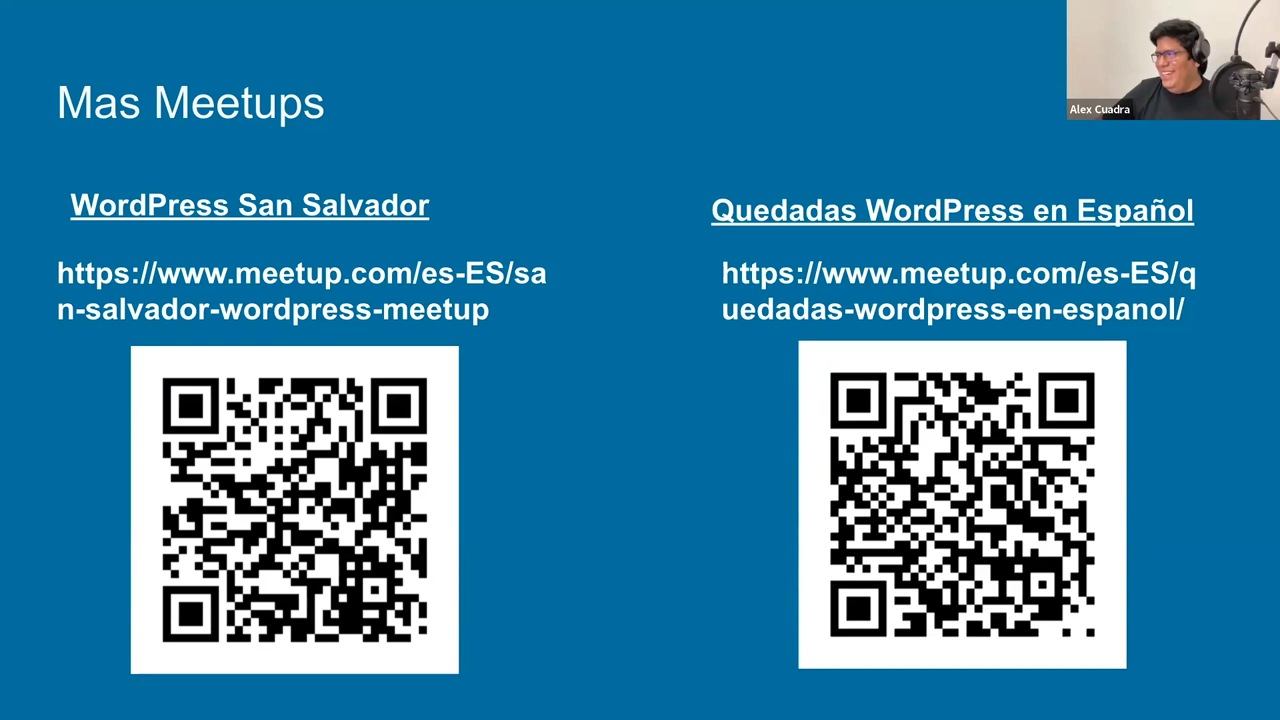 Mas Meetups
Alex Cuadra
WordPress San Salvador
https://www.meetup.com/es-ES/sa
n-salvador-wordpress-meetup
Quedadas WordPress en Español
https://www.meetup.com/es-ES/q
uedadas-wordpress-en-espanol/